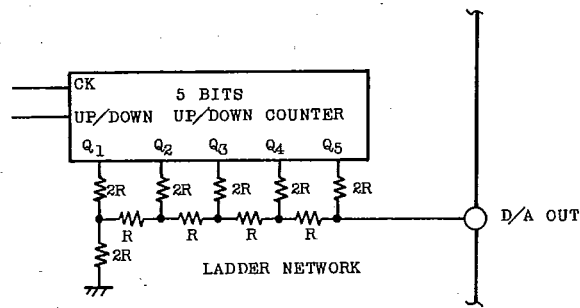 CK
5 BITS
UP/DOWN UP/DOWN COUNTER
Q1 Q2 Q3 Q4 Q5
2R 2R 2R 2R 2R
R R R R
2R
D/A OUT
LADDER NETWORK